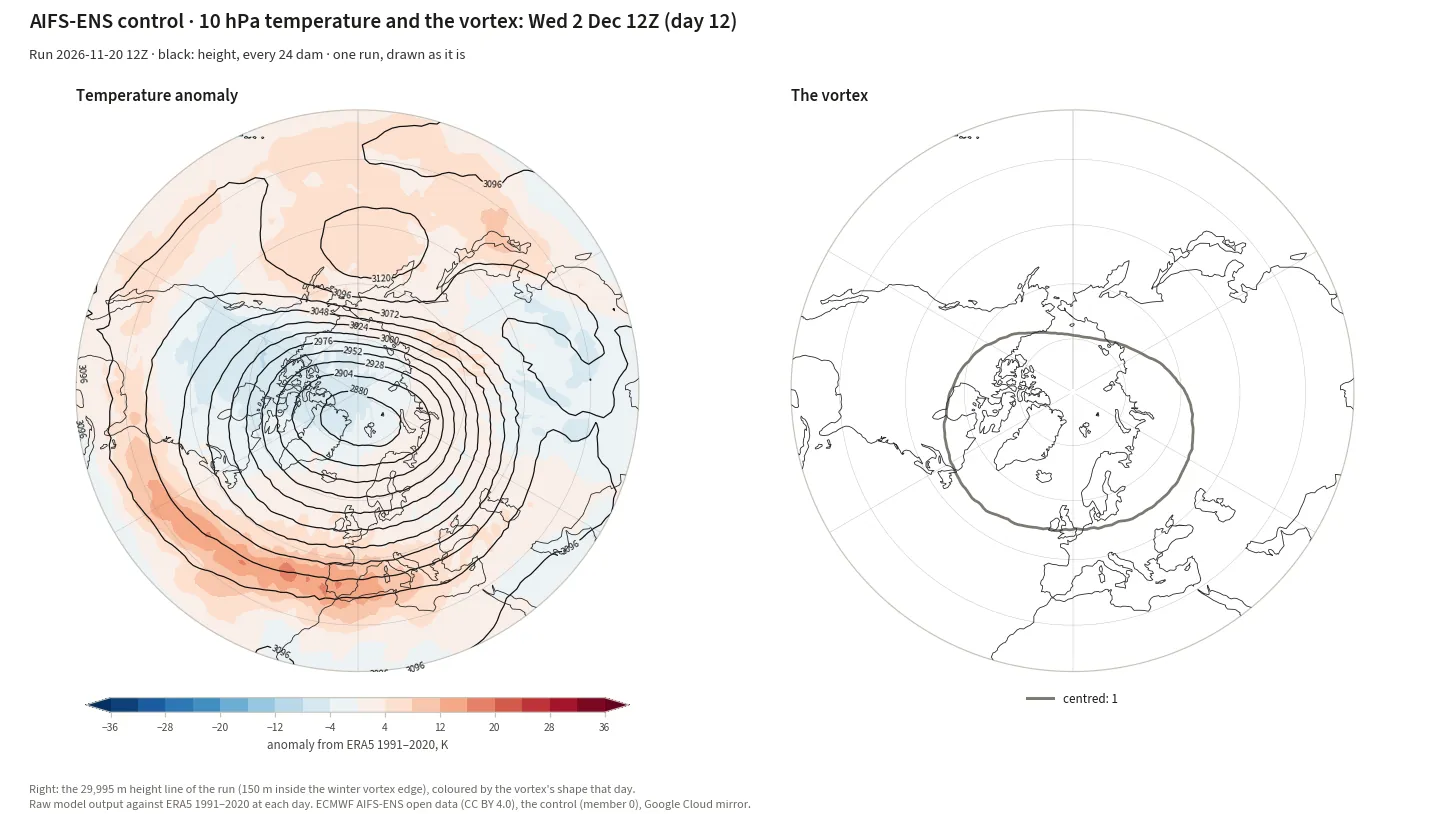 AIFS-ENS control · 10 hPa temperature and the vortex: Wed 2 Dec 12Z (day 12)
Run 2026-11-20 12Z · black: height, every 24 dam · one run, drawn as it is
Temperature anomaly
The vortex
3096
3120
3096
3048
3072
3024
2976
3000
2952
2928
2904
2880
3096
3096
3096
3096
3096
−36 −28 −20 −12 −4 4 12 20 28 36
anomaly from ERA5 1991–2020, K
centred: 1
Right: the 29,995 m height line of the run (150 m inside the winter vortex edge), coloured by the vortex's shape that day.
Raw model output against ERA5 1991–2020 at each day. ECMWF AIFS-ENS open data (CC BY 4.0), the control (member 0), Google Cloud mirror.